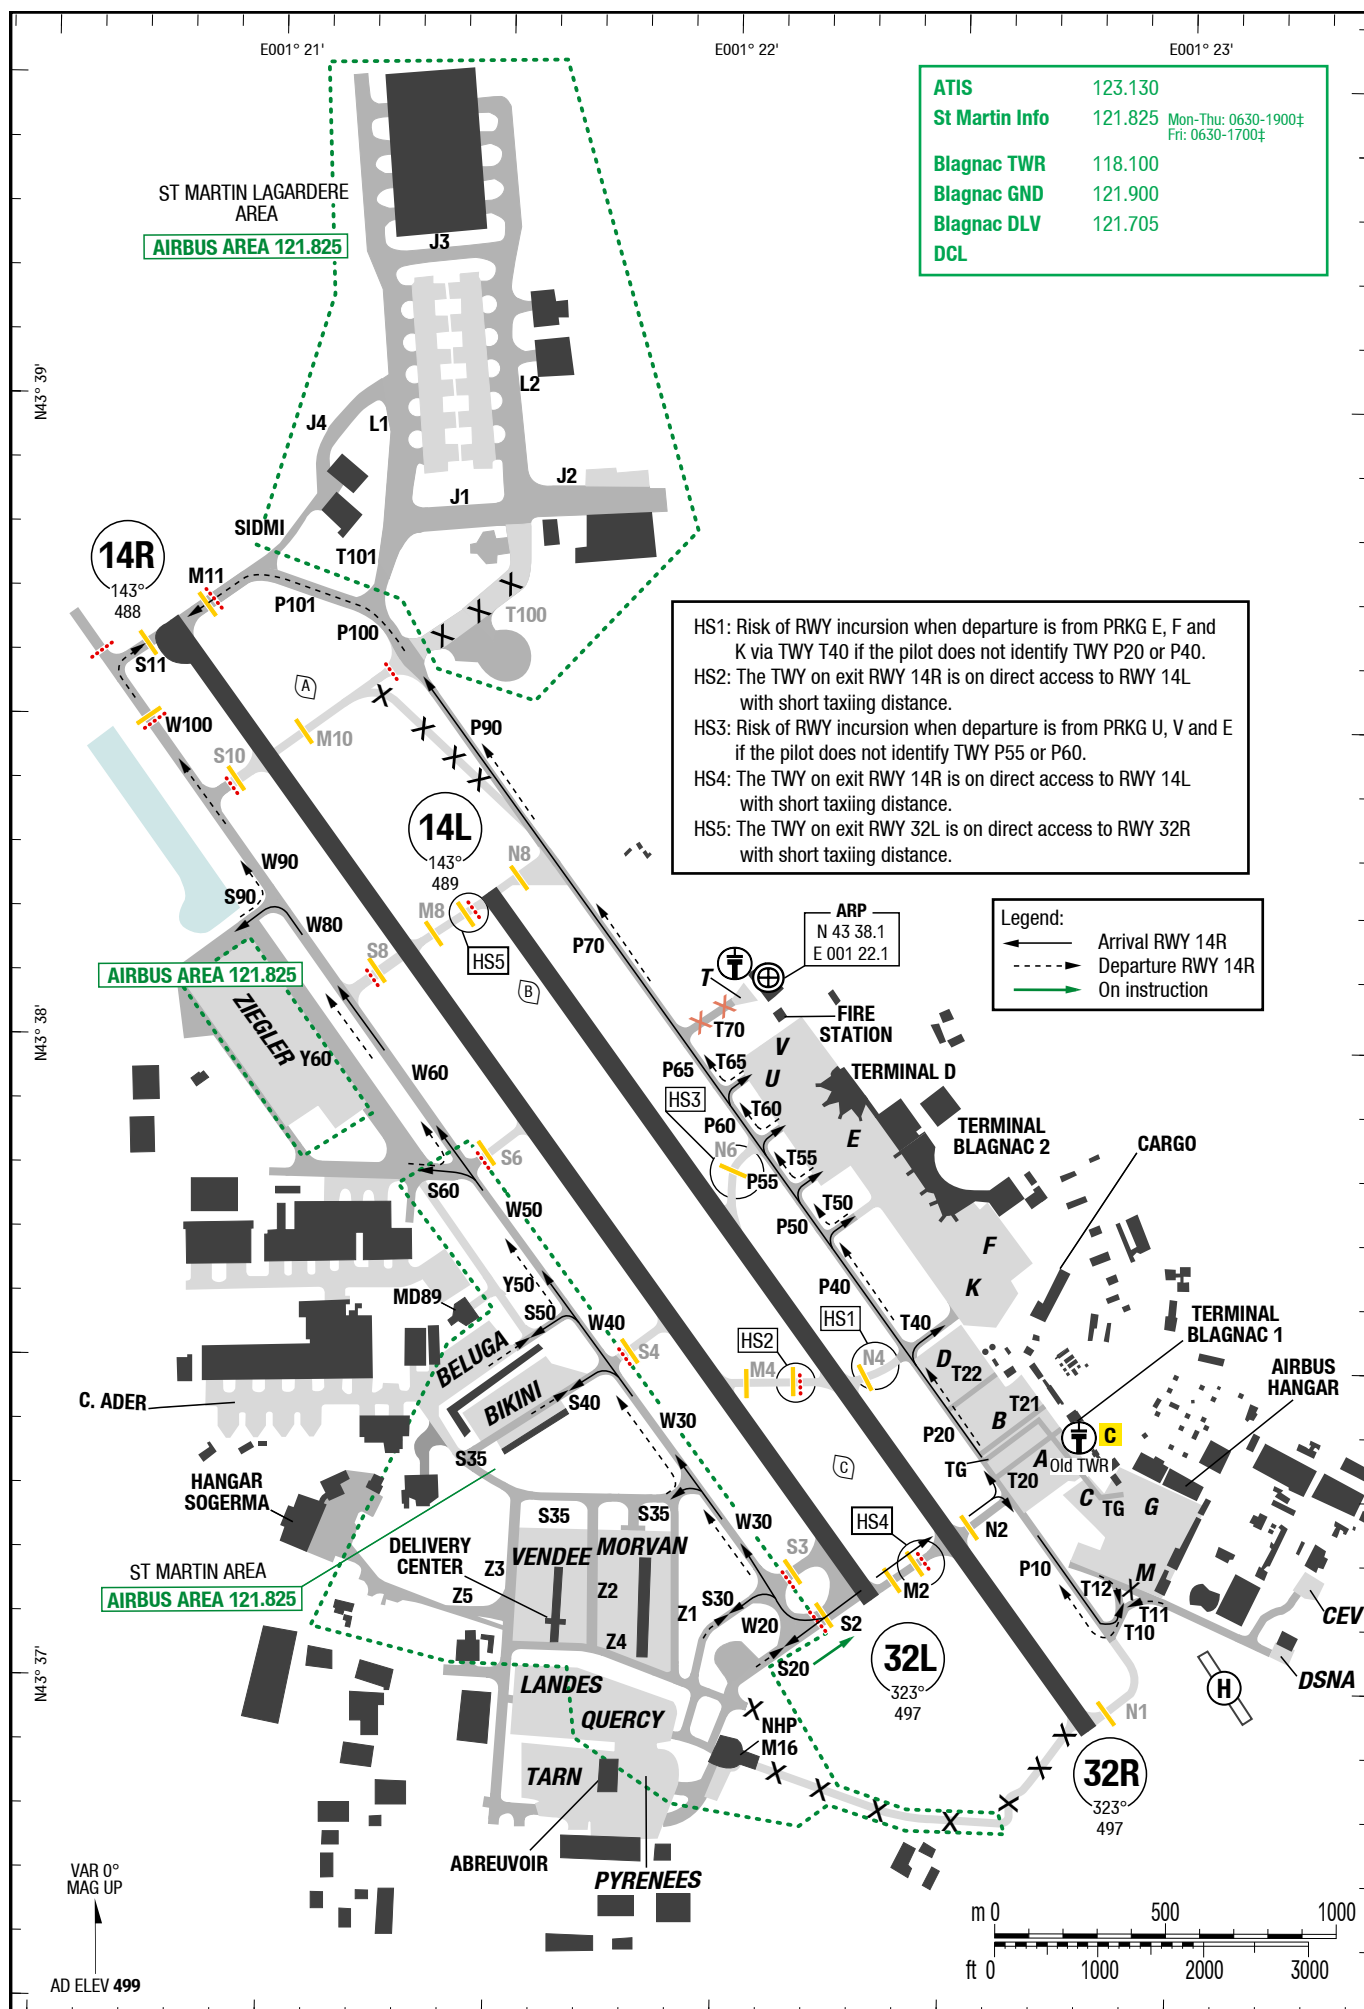 E001° 21'
E001° 22'
E001° 23'
ATIS 123.130
St Martin Info 121.825 Mon-Thu: 0630-1900‡
Fri: 0630-1700‡
Blagnac TWR 118.100
Blagnac GND 121.900
Blagnac DLV 121.705
DCL
ST MARTIN LAGARDERE
AREA
AIRBUS AREA 121.825
J3
N43° 39'
L2
J4
L1
J2
J1
SIDMI
14R
143°
488
T101
M11
P101
T100
P100
S11
HS1: Risk of RWY incursion when departure is from PRKG E, F and
K via TWY T40 if the pilot does not identify TWY P20 or P40.
HS2: The TWY on exit RWY 14R is on direct access to RWY 14L
with short taxiing distance.
HS3: Risk of RWY incursion when departure is from PRKG U, V and E
if the pilot does not identify TWY P55 or P60.
HS4: The TWY on exit RWY 14R is on direct access to RWY 14L
with short taxiing distance.
HS5: The TWY on exit RWY 32L is on direct access to RWY 32R
with short taxiing distance.
A
W100
P90
M10
S10
14L
143°
489
N8
W90
S90
M8
W80
S8
P70
HS5
ARP
N 43 38.1
E 001 22.1
Legend:
Arrival RWY 14R
Departure RWY 14R
On instruction
AIRBUS AREA 121.825
T
B
ZIEGLER
N43° 38'
T70
FIRE
STATION
V
Y60
W60
P65
T65
U
TERMINAL D
HS3
T60
P60
E
TERMINAL
BLAGNAC 2
CARGO
N6
S6
T55
P55
S60
W50
T50
P50
F
K
Y50
P40
MD89
S50
W40
HS1
T40
TERMINAL
BLAGNAC 1
BELUGA
S4
HS2
N4
D
M4
T22
AIRBUS
HANGAR
C. ADER
BIKINI
S40
T21
B
W30
P20
C
A
Old TWR
S35
TG
C
T20
HANGAR
SOGERMA
C
TG
G
S35
S35
W30
HS4
N2
DELIVERY
CENTER
VENDEE
MORVAN
S3
P10
ST MARTIN AREA
AIRBUS AREA 121.825
Z3
Z5
Z2
M2
T12
M
Z1
S30
T11
CEV
W20
S2
T10
Z4
S20
32L
323°
497
N43° 37'
LANDES
QUERCY
H
DSNA
NHP
M16
N1
TARN
32R
323°
497
ABREUVOIR
PYRENEES
VAR 0°
MAG UP
AD ELEV 499
m 0 500 1000
ft 0 1000 2000 3000